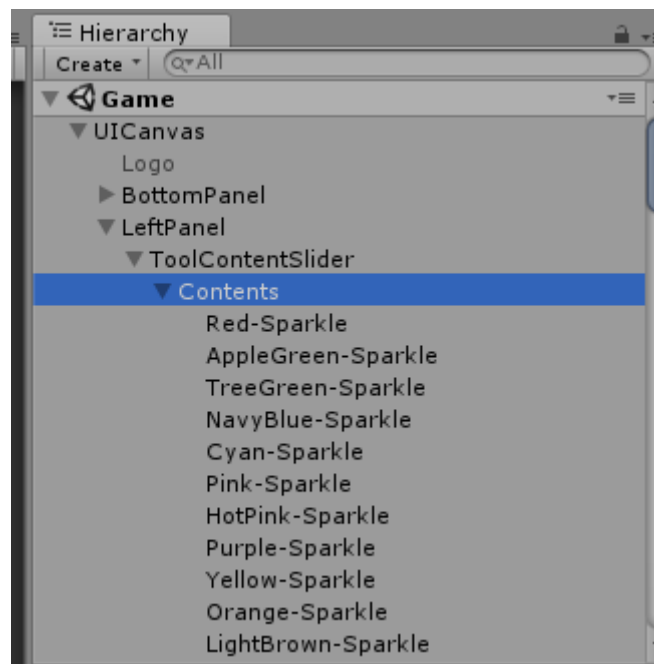 Hierarchy
Create All
Game
UICanvas
Logo
BottomPanel
LeftPanel
ToolContentSlider
Contents
Red-Sparkle
AppleGreen-Sparkle
TreeGreen-Sparkle
NavyBlue-Sparkle
Cyan-Sparkle
Pink-Sparkle
HotPink-Sparkle
Purple-Sparkle
Yellow-Sparkle
Orange-Sparkle
LightBrown-Sparkle